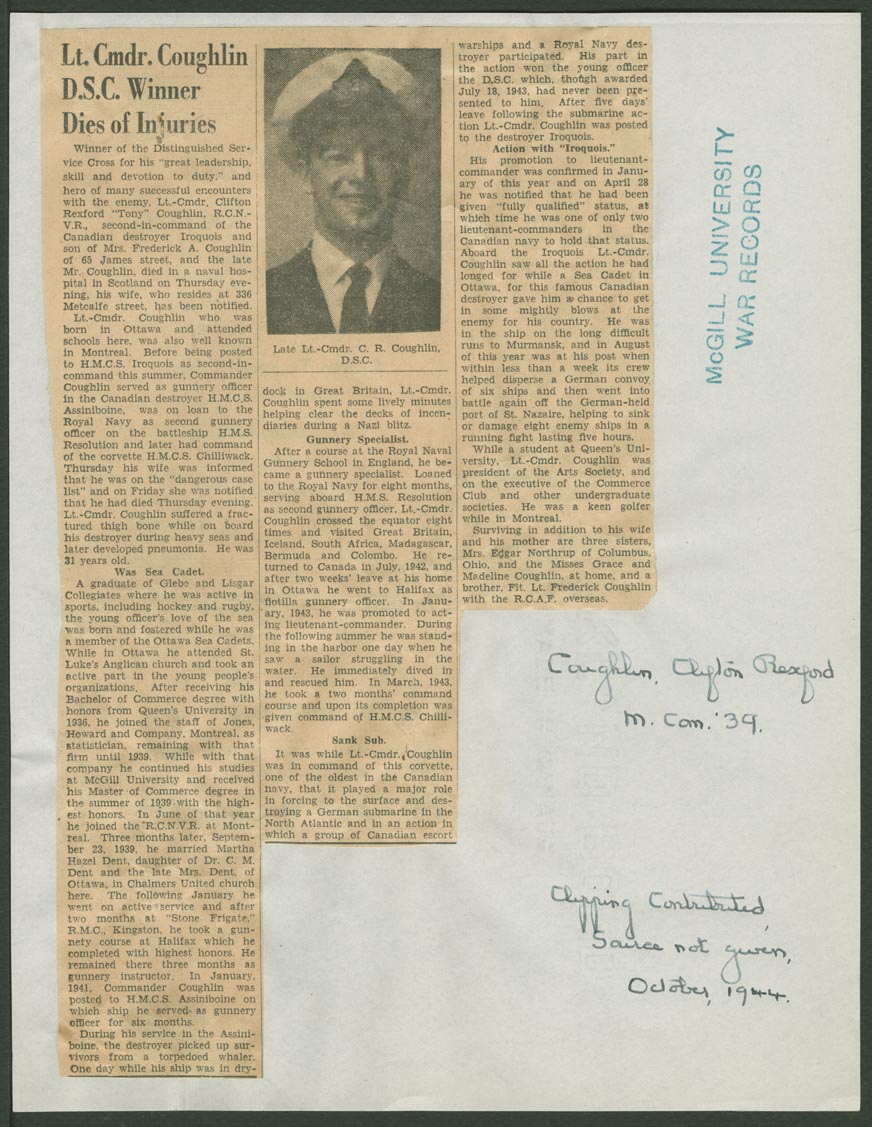 Lt. Cmdr. Coughlin
D.S.C. Winner
Dies of Injuries
Winner of the Distinguished Ser-
vice Cross for his "great leadership,
skill and devotion to duty," and
hero of many successful encounters
with the enemy, Lt.-Cmdr. Clifton
Rexford "Tony" Coughlin, R.C.N.-
V.R., second-in-command of the
Canadian destroyer Iroquois and
son of Mrs. Frederick A. Coughlin
of 65 James street, and the late
Mr. Coughlin, died in a naval hos-
pital in Scotland on Thursday eve-
ning, his wife, who resides at 336
Metcalfe street, has been notified.
Lt.-Cmdr. Coughlin who was
born in Ottawa and attended
schools here, was also well known
in Montreal. Before being posted
to H.M.C.S. Iroquois as second-in-
command this summer, Commander
Coughlin served as gunnery officer
in the Canadian destroyer H.M.C.S.
Assiniboine, was on loan to the
Royal Navy as second gunnery
officer on the battleship H.M.S.
Resolution and later had command
of the corvette H.M.C.S. Chilliwack.
Thursday his wife was informed
that he was on the "dangerous case
list" and on Friday she was notified
that he had died Thursday evening.
Lt.-Cmdr. Coughlin suffered a frac-
tured thigh bone while on board
his destroyer during heavy seas and
later developed pneumonia. He was
31 years old.
Was Sea Cadet.
A graduate of Glebe and Lisgar
Collegiates where he was active in
sports, including hockey and rugby,
the young officer's love of the sea
was born and fostered while he was
a member of the Ottawa Sea Cadets.
While in Ottawa he attended St.
Luke's Anglican church and took an
active part in the young people's
organizations. After receiving his
Bachelor of Commerce degree with
honors from Queen's University in
1936, he joined the staff of Jones,
Howard and Company, Montreal, as
statistician, remaining with that
firm until 1939. While with that
company he continued his studies
at McGill University and received
his Master of Commerce degree in
the summer of 1939 with the high-
est honors. In June of that year
he joined the R.C.N.V.R. at Mont-
real. Three months later, Septem-
ber 23, 1939, he married Martha
Hazel Dent, daughter of Dr. C. M.
Dent and the late Mrs. Dent, of
Ottawa, in Chalmers United church
here. The following January he
went on active service and after
two months at "Stone Frigate,"
R.M.C., Kingston, he took a gun-
nery course at Halifax which he
completed with highest honors. He
remained there three months as
gunnery instructor. In January,
1941, Commander Coughlin was
posted to H.M.C.S. Assiniboine on
which ship he served as gunnery
officer for six months.
During his service in the Assini-
boine, the destroyer picked up sur-
vivors from a torpedoed whaler.
One day while his ship was in dry-
Late Lt.-Cmdr. C. R. Coughlin,
D.S.C.
dock in Great Britain, Lt.-Cmdr.
Coughlin spent some lively minutes
helping clear the decks of incen-
diaries during a Nazi blitz.
Gunnery Specialist.
After a course at the Royal Naval
Gunnery School in England, he be-
came a gunnery specialist. Loaned
to the Royal Navy for eight months,
serving aboard H.M.S. Resolution
as second gunnery officer, Lt.-Cmdr.
Coughlin crossed the equator eight
times and visited Great Britain,
Iceland, South Africa, Madagascar,
Bermuda and Colombo. He re-
turned to Canada in July, 1942, and
after two weeks' leave at his home
in Ottawa he went to Halifax as
flotilla gunnery officer. In Janu-
ary, 1943, he was promoted to act-
ing lieutenant-commander. During
the following summer he was stand-
ing in the harbor one day when he
saw a sailor struggling in the
water. He immediately dived in
and rescued him. In March, 1943,
he took a two months' command
course and upon its completion was
given command of H.M.C.S. Chilli-
wack.
Sank Sub.
It was while Lt.-Cmdr. Coughlin
was in command of this corvette,
one of the oldest in the Canadian
navy, that it played a major role
in forcing to the surface and des-
troying a German submarine in the
North Atlantic and in an action in
which a group of Canadian escort
warships and a Royal Navy des-
troyer participated. His part in
the action won the young officer
the D.S.C. which, though awarded
July 18, 1943, had never been pre-
sented to him. After five days'
leave following the submarine ac-
tion Lt.-Cmdr. Coughlin was posted
to the destroyer Iroquois.
Action with "Iroquois."
His promotion to lieutenant-
commander was confirmed in Janu-
ary of this year and on April 28
he was notified that he had been
given "fully qualified" status, at
which time he was one of only two
lieutenant-commanders in the
Canadian navy to hold that status.
Aboard the Iroquois Lt.-Cmdr.
Coughlin saw all the action he had
longed for while a Sea Cadet in
Ottawa, for this famous Canadian
destroyer gave him a chance to get
in some mightly blows at the
enemy for his country. He was
in the ship on the long difficult
runs to Murmansk, and in August
of this year was at his post when
within less than a week its crew
helped disperse a German convoy
of six ships and then went into
battle again off the German-held
port of St. Nazaire, helping to sink
or damage eight enemy ships in a
running fight lasting five hours.
While a student at Queen's Uni-
versity, Lt.-Cmdr. Coughlin was
president of the Arts Society, and
on the executive of the Commerce
Club and other undergraduate
societies. He was a keen golfer
while in Montreal.
Surviving in addition to his wife
and his mother are three sisters,
Mrs. Edgar Northrup of Columbus,
Ohio, and the Misses Grace and
Madeline Coughlin, at home, and a
brother, Flt. Lt. Frederick Coughlin
with the R.C.A.F. overseas.
McGILL UNIVERSITY
WAR RECORDS
Coughlin, Clifton Rexford
M. Com. '39.
Clipping Contributed,
Source not given,
October, 1944.